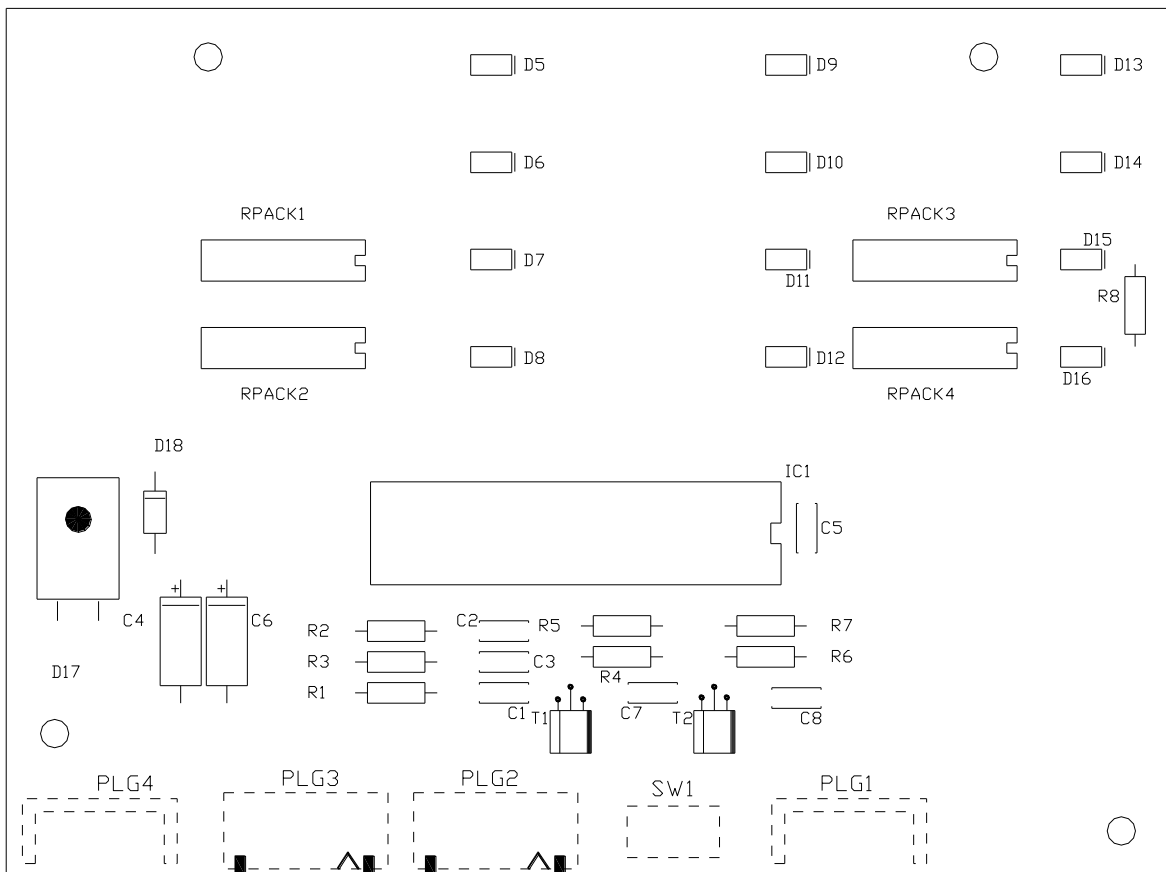 D5
D9
D13
D6
D10
D14
RPACK1
RPACK3
D7
D11
D15
R8
D8
D12
D16
RPACK2
RPACK4
D18
IC1
C5
C4
+
+
C6
R2
C2
R5
R7
R3
C3
R4
R6
R1
C1
T1
C7
T2
C8
D17
PLG4
PLG3
PLG2
SW1
PLG1